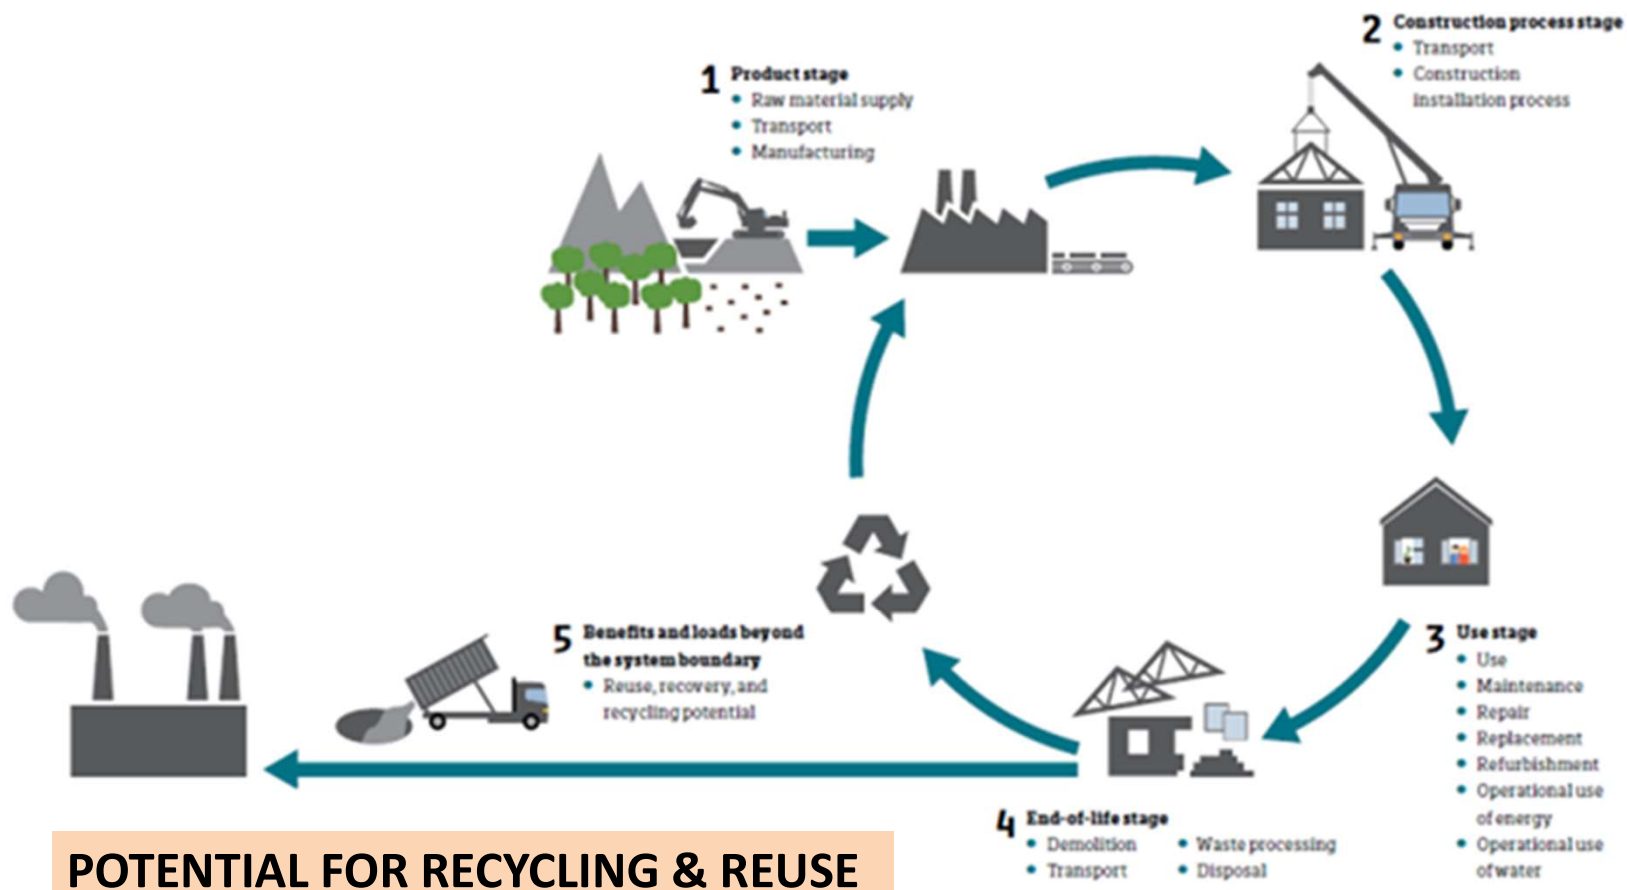 1 Product stage
• Raw material supply
• Transport
• Manufacturing
2 Construction process stage
• Transport
• Construction
installation process
3 Use stage
• Use
• Maintenance
• Repair
• Replacement
• Refurbishment
• Operational use
of energy
• Operational use
of water
4 End-of-life stage
• Demolition
• Transport
• Waste processing
• Disposal
5 Benefits and loads beyond
the system boundary
• Reuse, recovery, and
recycling potential
POTENTIAL FOR RECYCLING & REUSE